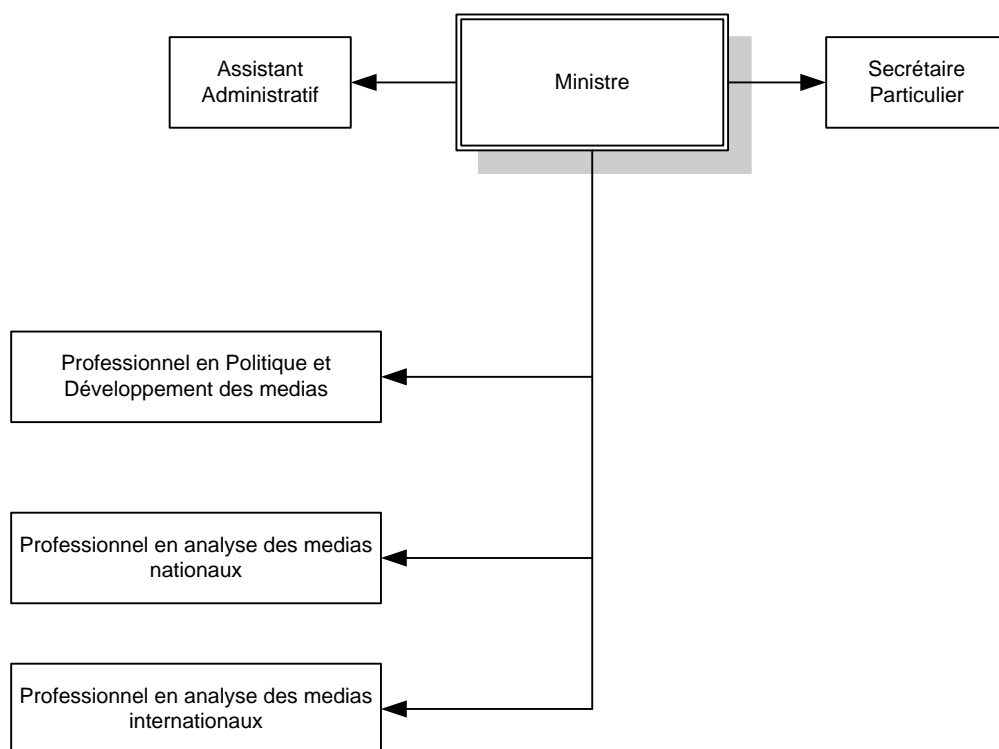 Assistant
Administratif
Ministre
Secrétaire
Particulier
Professionnel en Politique et
Développement des medias
Professionnel en analyse des medias
nationaux
Professionnel en analyse des medias
internationaux